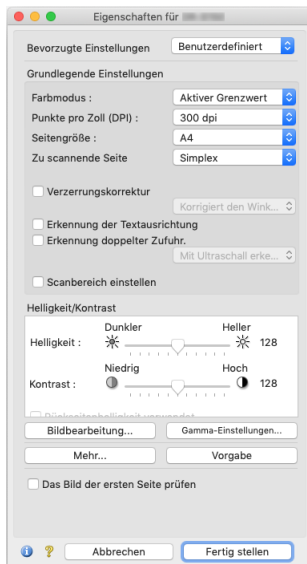 Eigenschaften für
Bevorzugte Einstellungen Benutzerdefiniert
Grundlegende Einstellungen
Farbmodus : Aktiver Grenzwert
Punkte pro Zoll (DPI) : 300 dpi
Seitengröße : A4
Zu scannende Seite Simplex
Verzerrungskorrektur
Korrigiert den Wink...
Erkennung der Textausrichtung
Erkennung doppelter Zufuhr.
Mit Ultraschall erke...
Scanbereich einstellen
Helligkeit/Kontrast
Dunkler Heller
Helligkeit : 128
Niedrig Hoch
Kontrast : 128
Bildbearbeitung... Gamma-Einstellungen...
Mehr... Vorgabe
Das Bild der ersten Seite prüfen
Abbrechen Fertig stellen